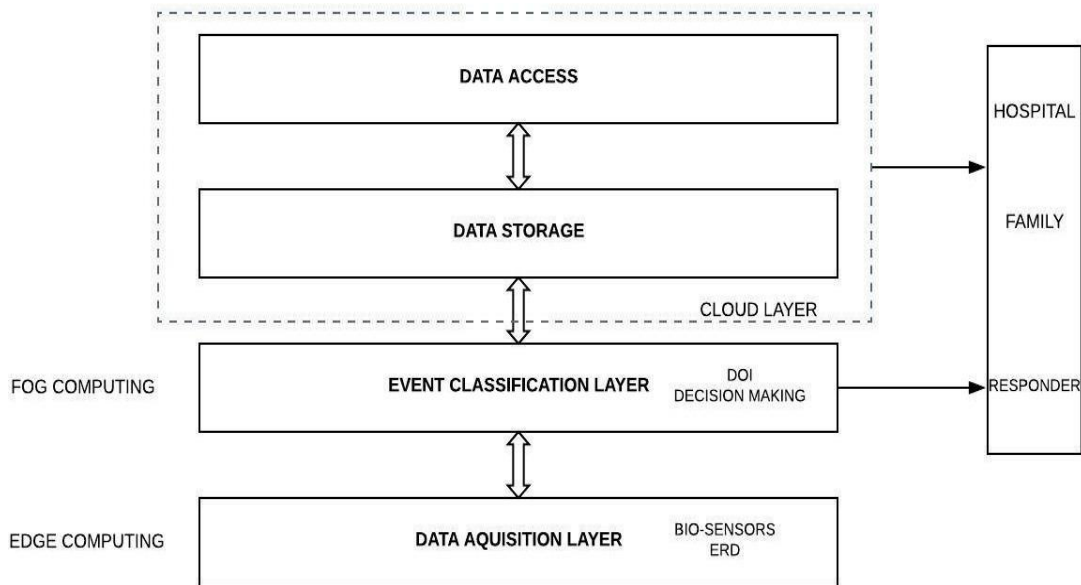 DATA ACCESS
HOSPITAL
DATA STORAGE
FAMILY
CLOUD LAYER
FOG COMPUTING
EVENT CLASSIFICATION LAYER
DOI
DECISION MAKING
RESPONDER
EDGE COMPUTING
DATA AQUISITION LAYER
BIO-SENSORS
ERD